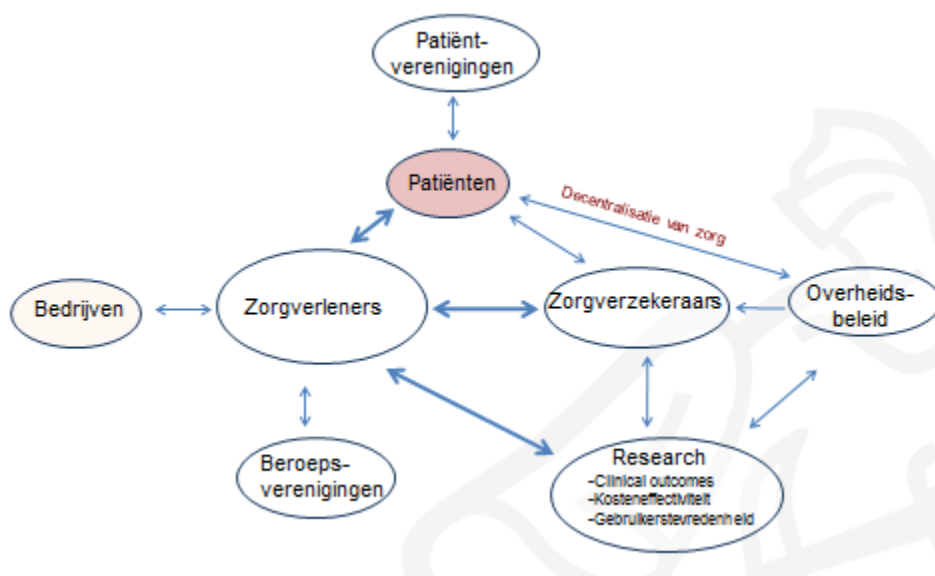 Patiënt-
verenigingen
Patiënten
Decentralisatie van zorg
Bedrijven
Zorgverleners
Zorgverzekeraars
Overheids-
beleid
Beroeps-
verenigingen
Research
-Clinical outcomes
-Kosteneffectiviteit
-Gebruikerstevredenheid